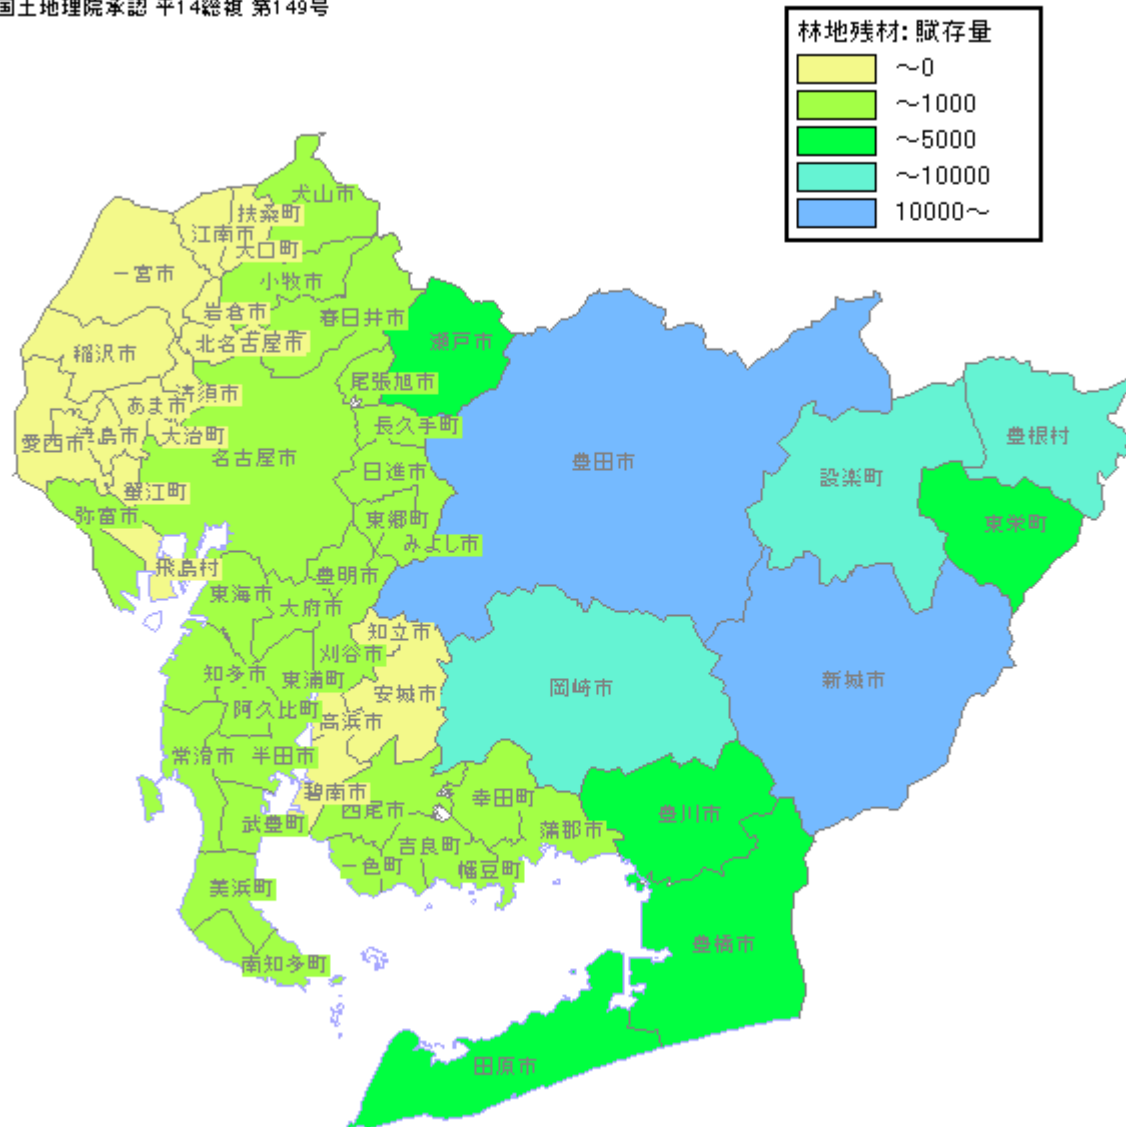 国土地理院承認 平14総複 第149号
林地残材: 賦存量
～0
～1000
～5000
～10000
10000～
犬山市
扶桑町
江南市
大口町
一宮市
小牧市
岩倉市
春日井市
北名古屋市
瀬戸市
稲沢市
尾張旭市
清須市
あま市
長久手町
津島市
大治町
愛西市
名古屋市
日進市
豊田市
豊根村
設楽町
蟹江町
弥富市
東郷町
東栄町
みよし市
飛島村
豊明市
東海市
大府市
知立市
刈谷市
知多市
東浦町
安城市
岡崎市
新城市
阿久比町
高浜市
常滑市
半田市
碧南市
西尾市
幸田町
豊川市
武豊町
蒲郡市
吉良町
一色町
幡豆町
美浜町
豊橋市
南知多町
田原市